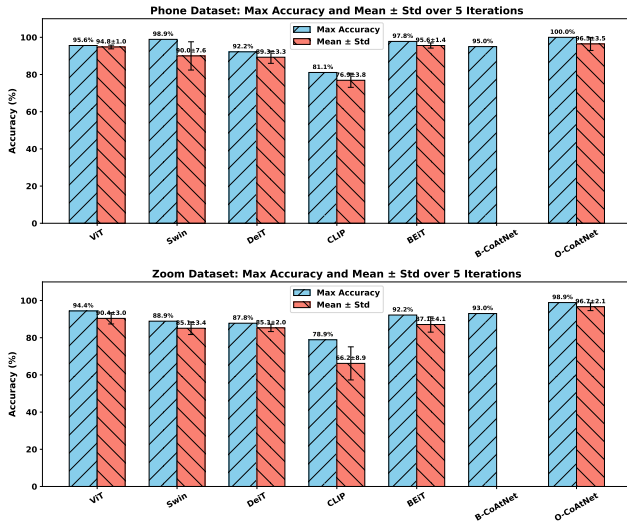 Phone Dataset: Max Accuracy and Mean ± Std over 5 Iterations
Max Accuracy
Mean ± Std
Accuracy (%)
100
80
60
40
20
0
95.6% 94.8±1.0 98.9% 90.0±7.6 92.2% 89.3±3.3 81.1% 76.9±3.8 97.8% 95.6±1.4 95.0% 100.0% 96.5±3.5
ViT Swin DeiT CLIP BEiT B-CoAtNet O-CoAtNet
Zoom Dataset: Max Accuracy and Mean ± Std over 5 Iterations
Max Accuracy
Mean ± Std
Accuracy (%)
100
80
60
40
20
0
94.4% 90.4±3.0 88.9% 85.1±3.4 87.8% 85.3±2.0 78.9% 66.2±8.9 92.2% 87.1±4.1 93.0% 98.9% 96.7±2.1
ViT Swin DeiT CLIP BEiT B-CoAtNet O-CoAtNet